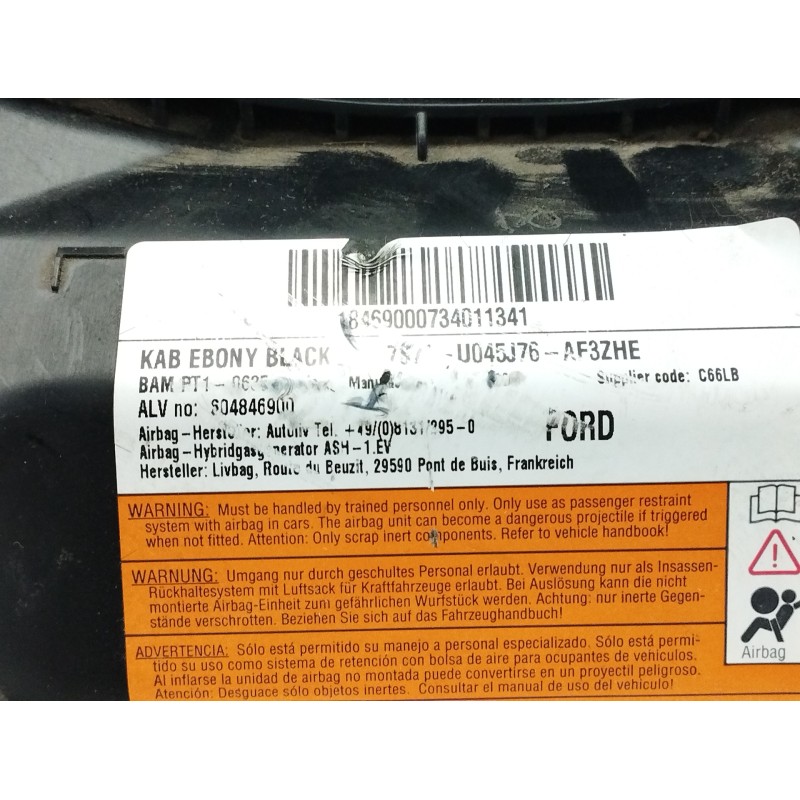 18469000734011341
KAB EBONY BLACK -U045J76-AF3ZHE
BAM PT1- Supplier code: C66LB
ALV no: 604846900
Airbag-Hersteller: Autoliv Tel. +49/(0)8131/295-0 FORD
Airbag-Hybridgasgenerator ASH-1.EV
Hersteller: Livbag, Route du Beuzit, 29590 Pont de Buis, Frankreich
WARNING: Must be handled by trained personnel only. Only use as passenger restraint
system with airbag in cars. The airbag unit can become a dangerous projectile if triggered
when not fitted. Attention: Only scrap inert components. Refer to vehicle handbook!
WARNUNG: Umgang nur durch geschultes Personal erlaubt. Verwendung nur als Insassen-
Rückhaltesystem mit Luftsack für Kraftfahrzeuge erlaubt. Bei Auslösung kann die nicht
montierte Airbag-Einheit zum gefährlichen Wurfstück werden. Achtung: nur inerte Gegen-
stände verschrotten. Beziehen Sie sich auf das Fahrzeughandbuch!
ADVERTENCIA: Sólo está permitido su manejo a personal especializado. Sólo está permi-
tido su uso como sistema de retención con bolsa de aire para ocupantes de vehículos.
Al inflarse la unidad de airbag no montada puede convertirse en un proyectil peligroso.
Atención: Desguace sólo objetos inertes. Consultar el manual de uso del vehículo.
Airbag